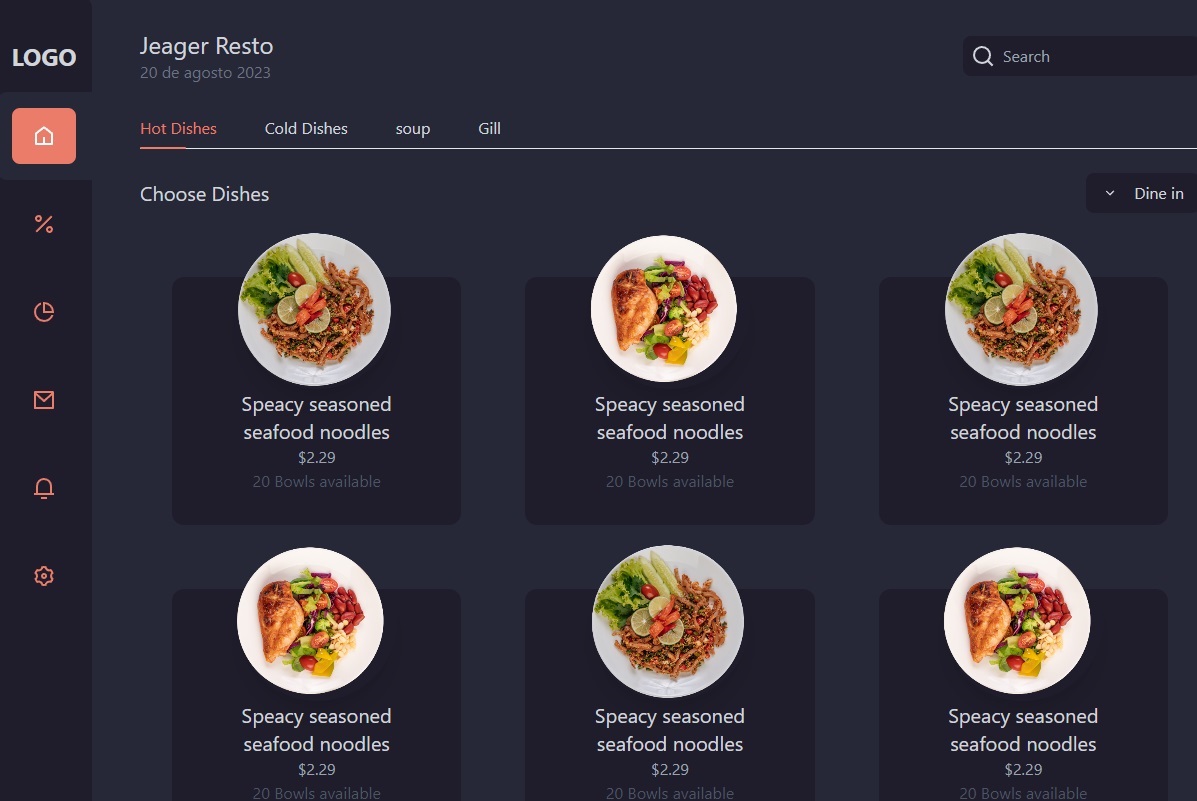 LOGO
Jeager Resto
20 de agosto 2023
Search
Hot Dishes Cold Dishes soup Gill
Choose Dishes
Dine in
Speacy seasoned
seafood noodles
$2.29
20 Bowls available
Speacy seasoned
seafood noodles
$2.29
20 Bowls available
Speacy seasoned
seafood noodles
$2.29
20 Bowls available
Speacy seasoned
seafood noodles
$2.29
20 Bowls available
Speacy seasoned
seafood noodles
$2.29
20 Bowls available
Speacy seasoned
seafood noodles
$2.29
20 Bowls available